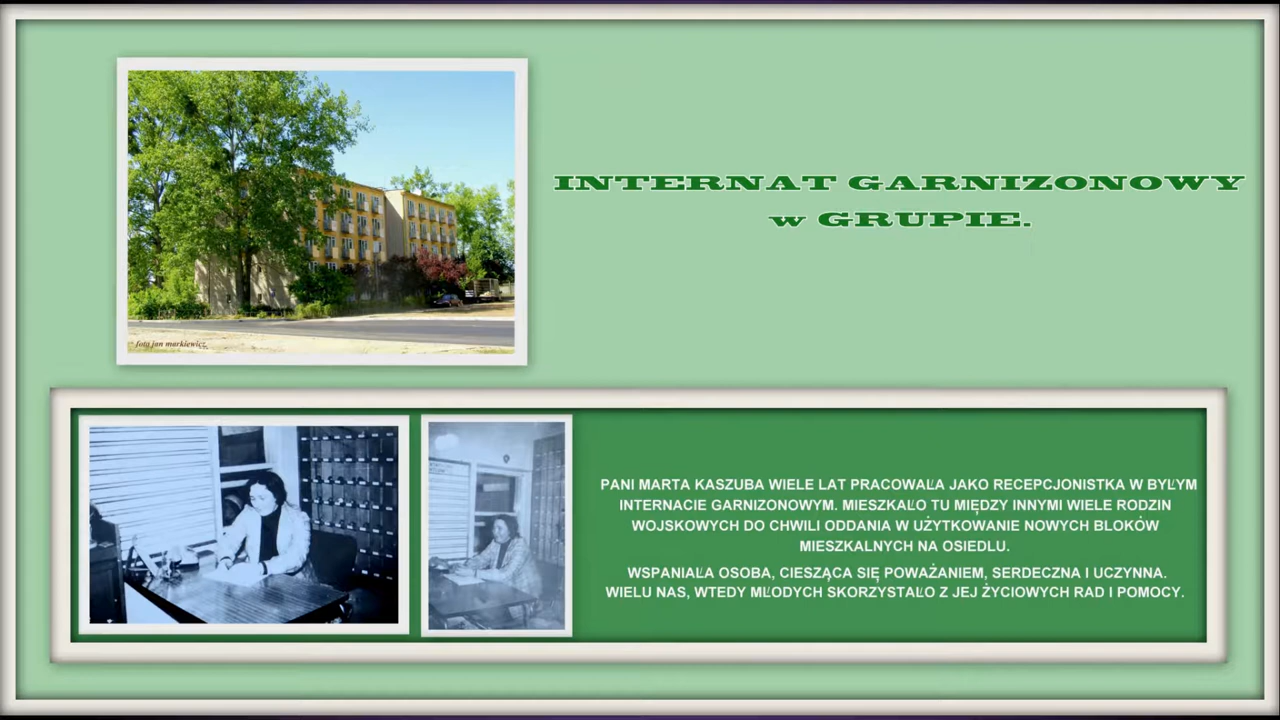 foto jan markiewicz.
INTERNAT GARNIZONOWY
w GRUPIE.
PANI MARTA KASZUBA WIELE LAT PRACOWAŁA JAKO RECEPCJONISTKA W BYŁYM
INTERNACIE GARNIZONOWYM. MIESZKAŁO TU MIĘDZY INNYMI WIELE RODZIN
WOJSKOWYCH DO CHWILI ODDANIA W UŻYTKOWANIE NOWYCH BLOKÓW
MIESZKALNYCH NA OSIEDLU.
WSPANIAŁA OSOBA, CIESZĄCA SIĘ POWAŻANIEM, SERDECZNA I UCZYNNA.
WIELU NAS, WTEDY MŁODYCH SKORZYSTAŁO Z JEJ ŻYCIOWYCH RAD I POMOCY.